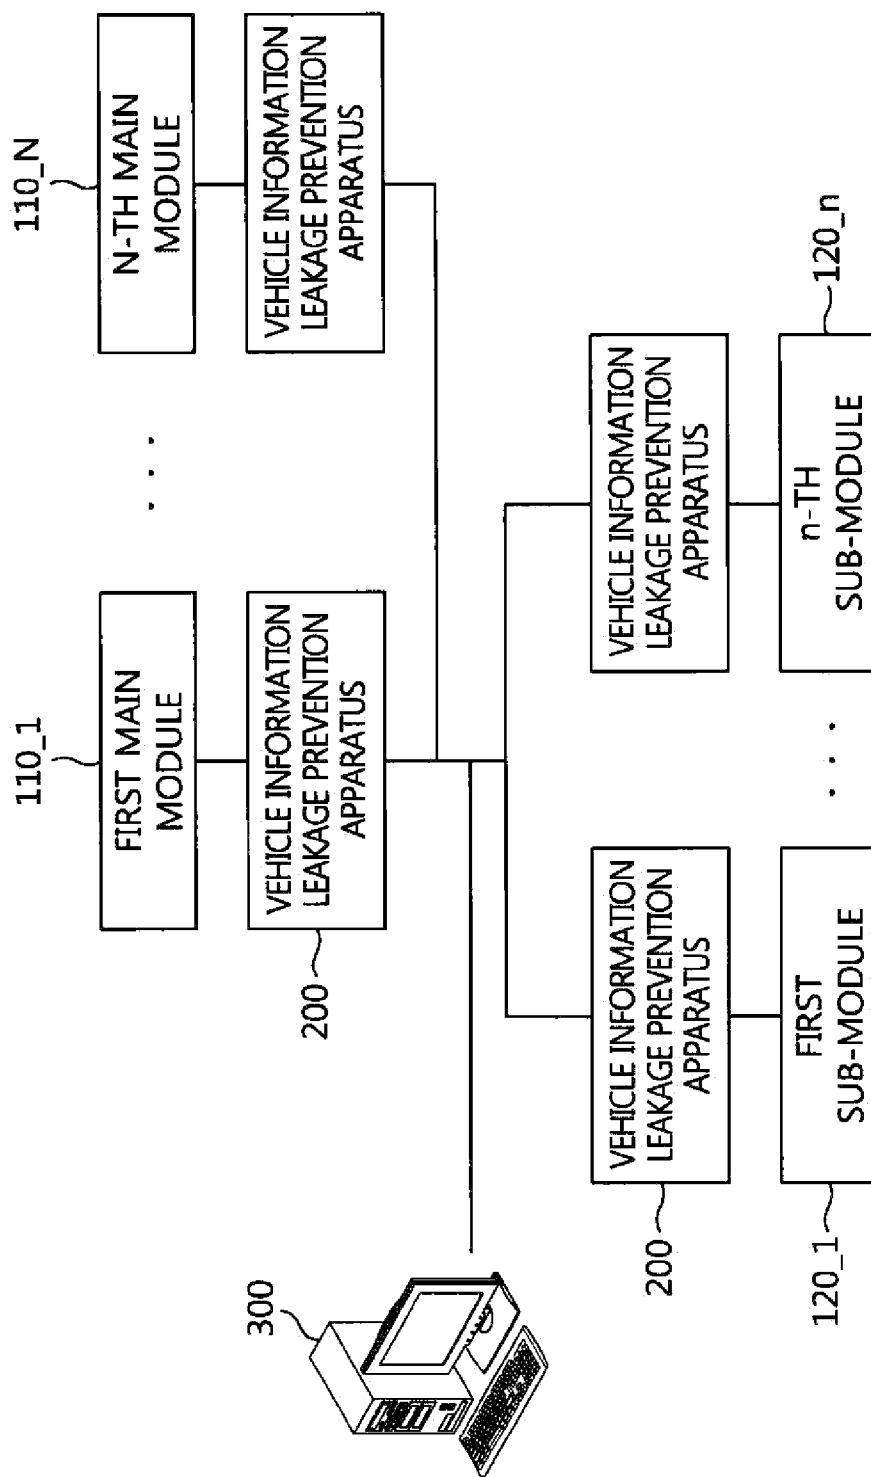 110_1
110_N
FIRST MAIN
MODULE
. . .
N-TH MAIN
MODULE
VEHICLE INFORMATION
LEAKAGE PREVENTION
APPARATUS
VEHICLE INFORMATION
LEAKAGE PREVENTION
APPARATUS
200
300
VEHICLE INFORMATION
LEAKAGE PREVENTION
APPARATUS
VEHICLE INFORMATION
LEAKAGE PREVENTION
APPARATUS
200
120_n
FIRST
SUB-MODULE
. . .
n-TH
SUB-MODULE
120_1